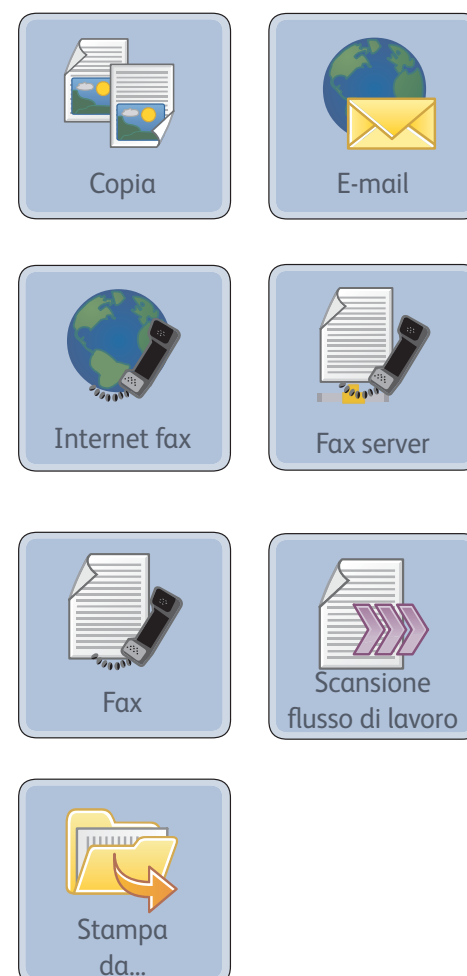 Copia
E-mail
Internet fax
Fax server
Fax
Scansione
flusso di lavoro
Stampa
da...